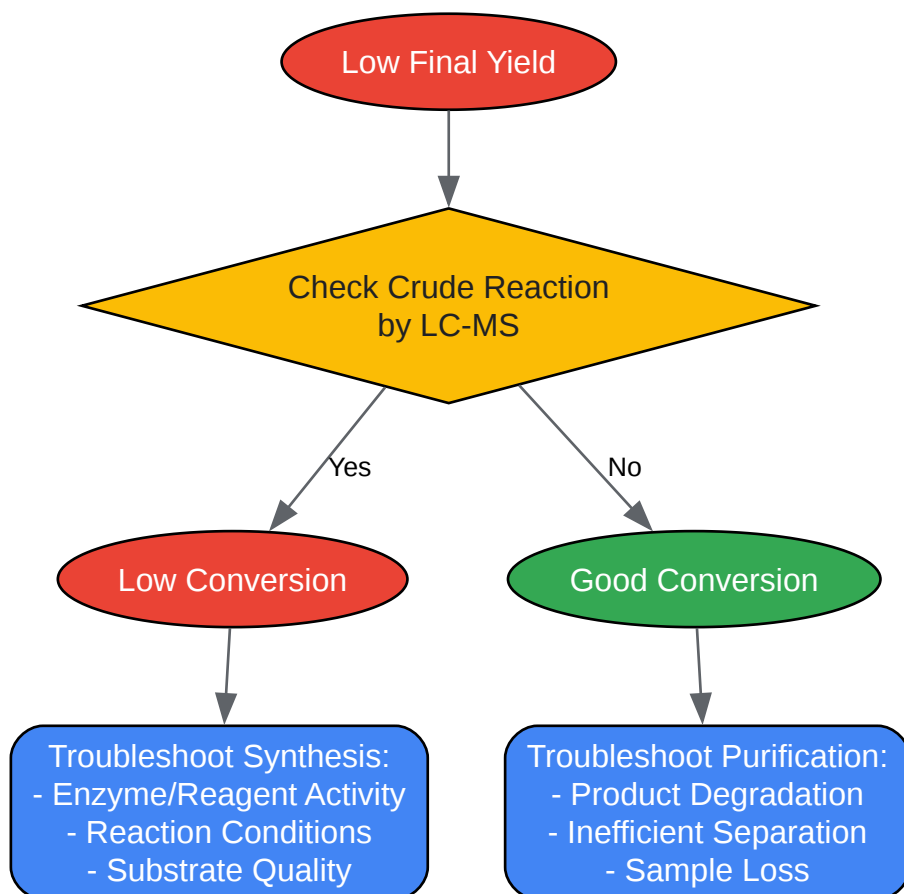 Low Final Yield
Check Crude Reaction
by LC-MS
Yes
No
Low Conversion
Good Conversion
Troubleshoot Synthesis:
- Enzyme/Reagent Activity
- Reaction Conditions
- Substrate Quality
Troubleshoot Purification:
- Product Degradation
- Inefficient Separation
- Sample Loss